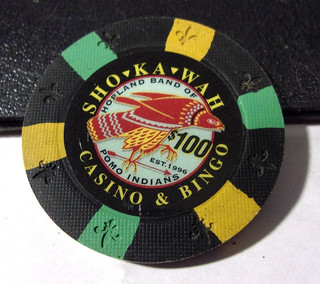 SHO▾KA▾WAH
HOPLAND BAND OF
$100
EST. 1996
POMO INDIANS
CASINO & BINGO